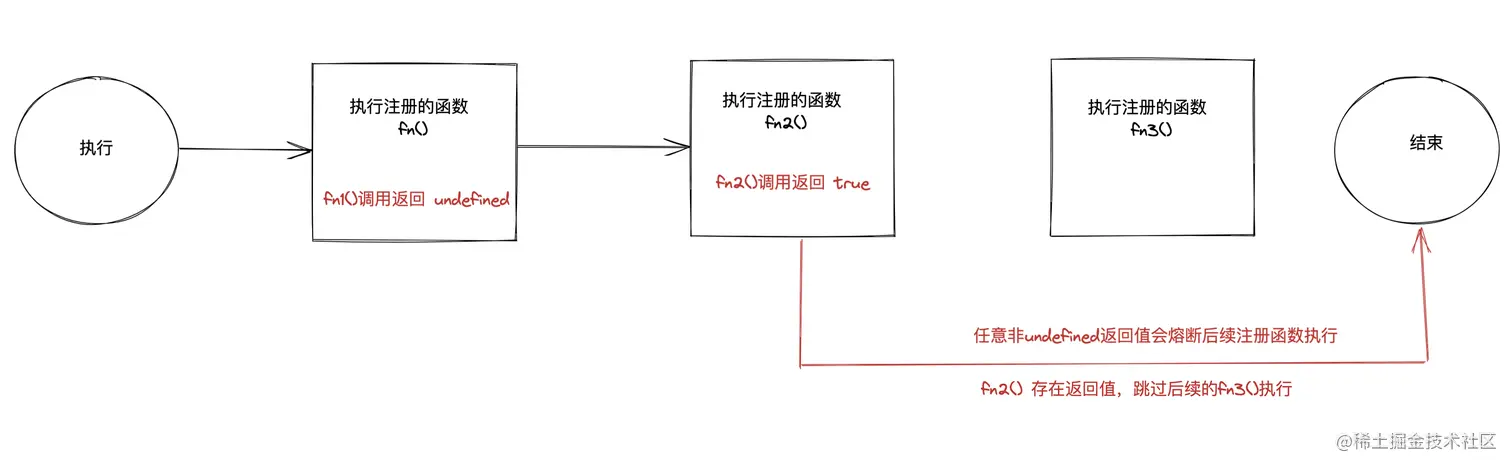 执行
执行注册的函数
fn()
fn1()调用返回 undefined
执行注册的函数
fn2()
fn2()调用返回 true
执行注册的函数
fn3()
结束
任意非undefined返回值会熔断后续注册函数执行
fn2() 存在返回值，跳过后续的fn3()执行
@稀土掘金技术社区